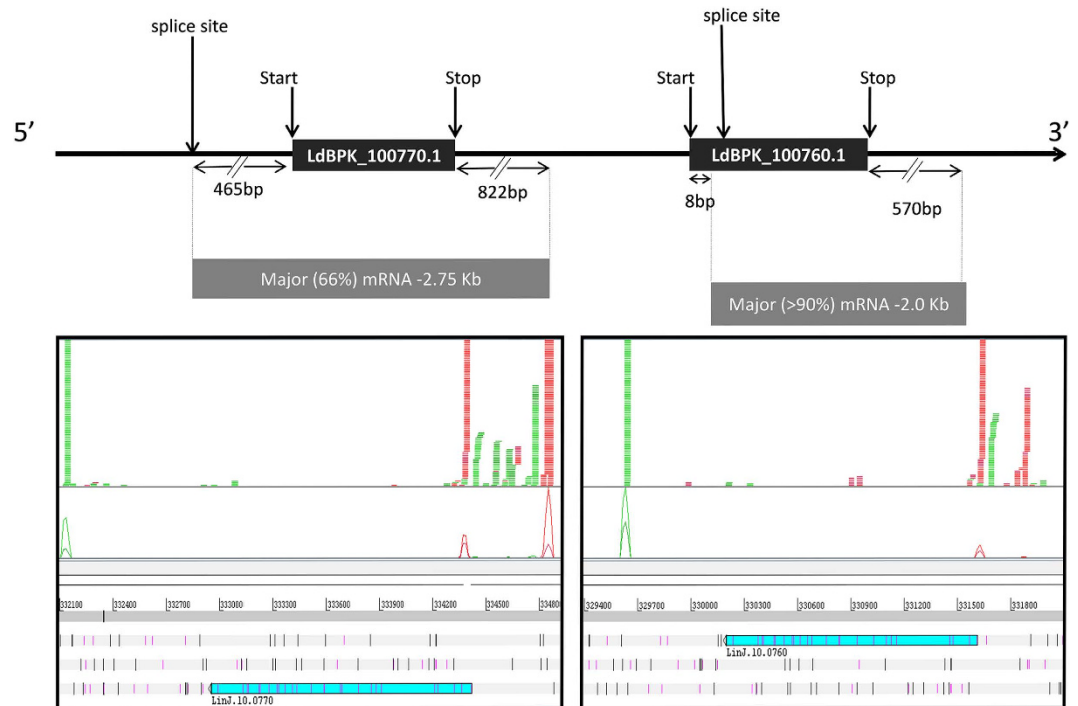 splice site
splice site
Start
Stop
Start
Stop
5’
3’
LdBPK_100770.1
LdBPK_100760.1
465bp
822bp
8bp
570bp
Major (66%) mRNA -2.75 Kb
Major (>90%) mRNA -2.0 Kb
332100 332400 332700 333000 333300 333600 333900 334200 334500 334800
329400 329700 330000 330300 330600 330900 331200 331500 331800
LinJ.10.0760
LinJ.10.0770